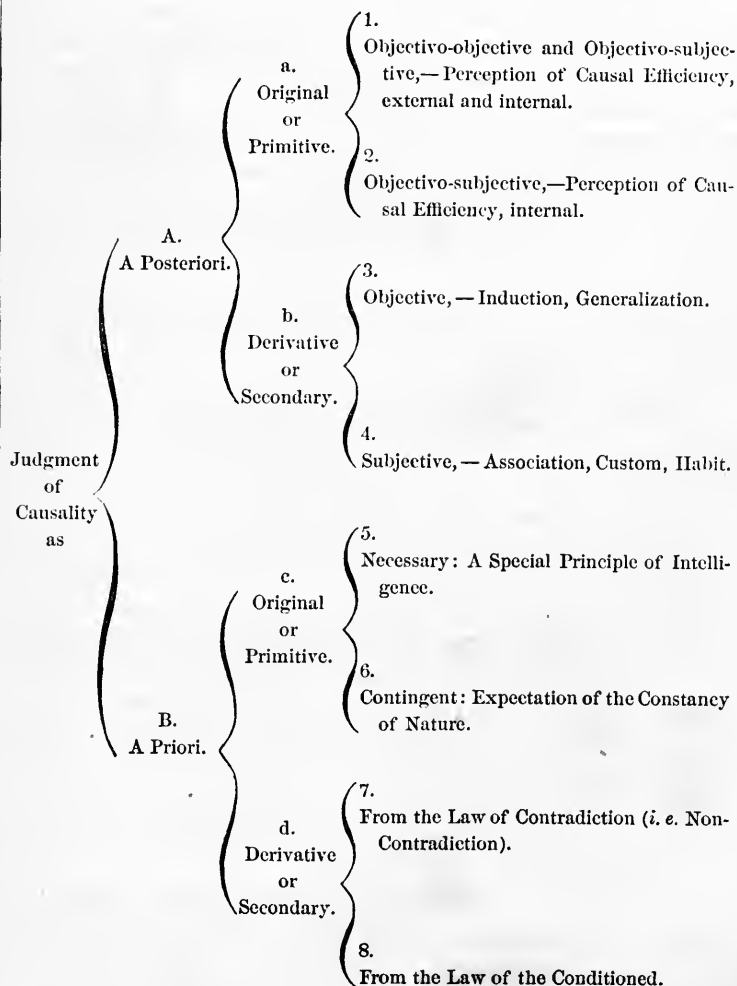 1.
Objectivo-objective and Objectivo-subjec-
tive,—Perception of Causal Efficiency,
external and internal.
a.
Original
or
Primitive.
2.
Objectivo-subjective,—Perception of Cau-
sal Efficiency, internal.
A.
A Posteriori.
3.
Objective,—Induction, Generalization.
b.
Derivative
or
Secondary.
4.
Subjective,—Association, Custom, Habit.
Judgment
of
Causality
as
5.
Necessary: A Special Principle of Intelli-
gence.
c.
Original
or
Primitive.
6.
Contingent: Expectation of the Constancy
of Nature.
B.
A Priori.
7.
From the Law of Contradiction (i. e. Non-
Contradiction).
d.
Derivative
or
Secondary.
8.
From the Law of the Conditioned.